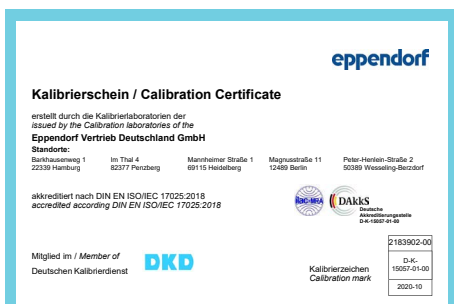 eppendorf
Kalibrierschein / Calibration Certificate
erstellt durch die Kalibrierlaboratorien der
issued by the Calibration laboratories of the
Eppendorf Vertrieb Deutschland GmbH
Standorte:
Barkhausenweg 1 Im Thal 4 Mannheimer Straße 1 Magnusstraße 11 Peter-Henlein-Straße 2
22339 Hamburg 82377 Penzberg 69115 Heidelberg 12489 Berlin 50389 Wesseling-Berzdorf
akkreditiert nach DIN EN ISO/IEC 17025:2018
accredited according DIN EN ISO/IEC 17025:2018
ilac-MRA
DAkkS
Deutsche
Akkreditierungsstelle
D-K-15057-01-00
Mitglied im / Member of
Deutschen Kalibrierdienst
DKD
Kalibrierzeichen
Calibration mark
2183902-00
D-K-
15057-01-00
2020-10